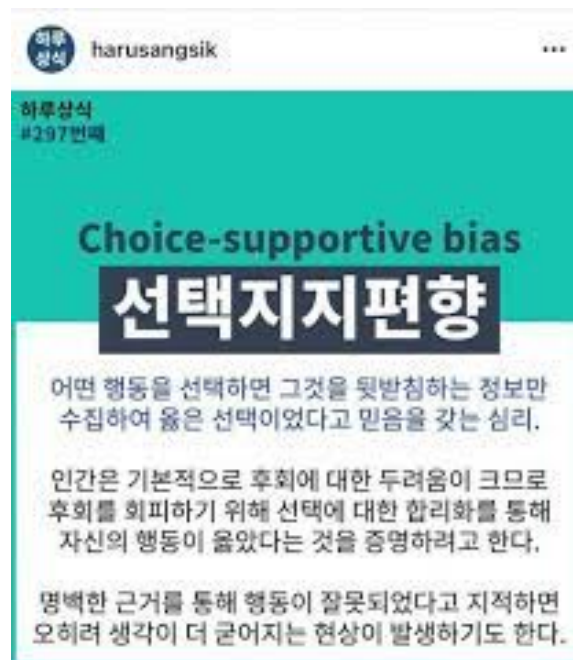 하루
상식
harusangsik
하루상식
#297번째
Choice-supportive bias
선택지지편향
어떤 행동을 선택하면 그것을 뒷받침하는 정보만
수집하여 옳은 선택이었다고 믿음을 갖는 심리.
인간은 기본적으로 후회에 대한 두려움이 크므로
후회를 회피하기 위해 선택에 대한 합리화를 통해
자신의 행동이 옳았다는 것을 증명하려고 한다.
명백한 근거를 통해 행동이 잘못되었다고 지적하면
오히려 생각이 더 굳어지는 현상이 발생하기도 한다.